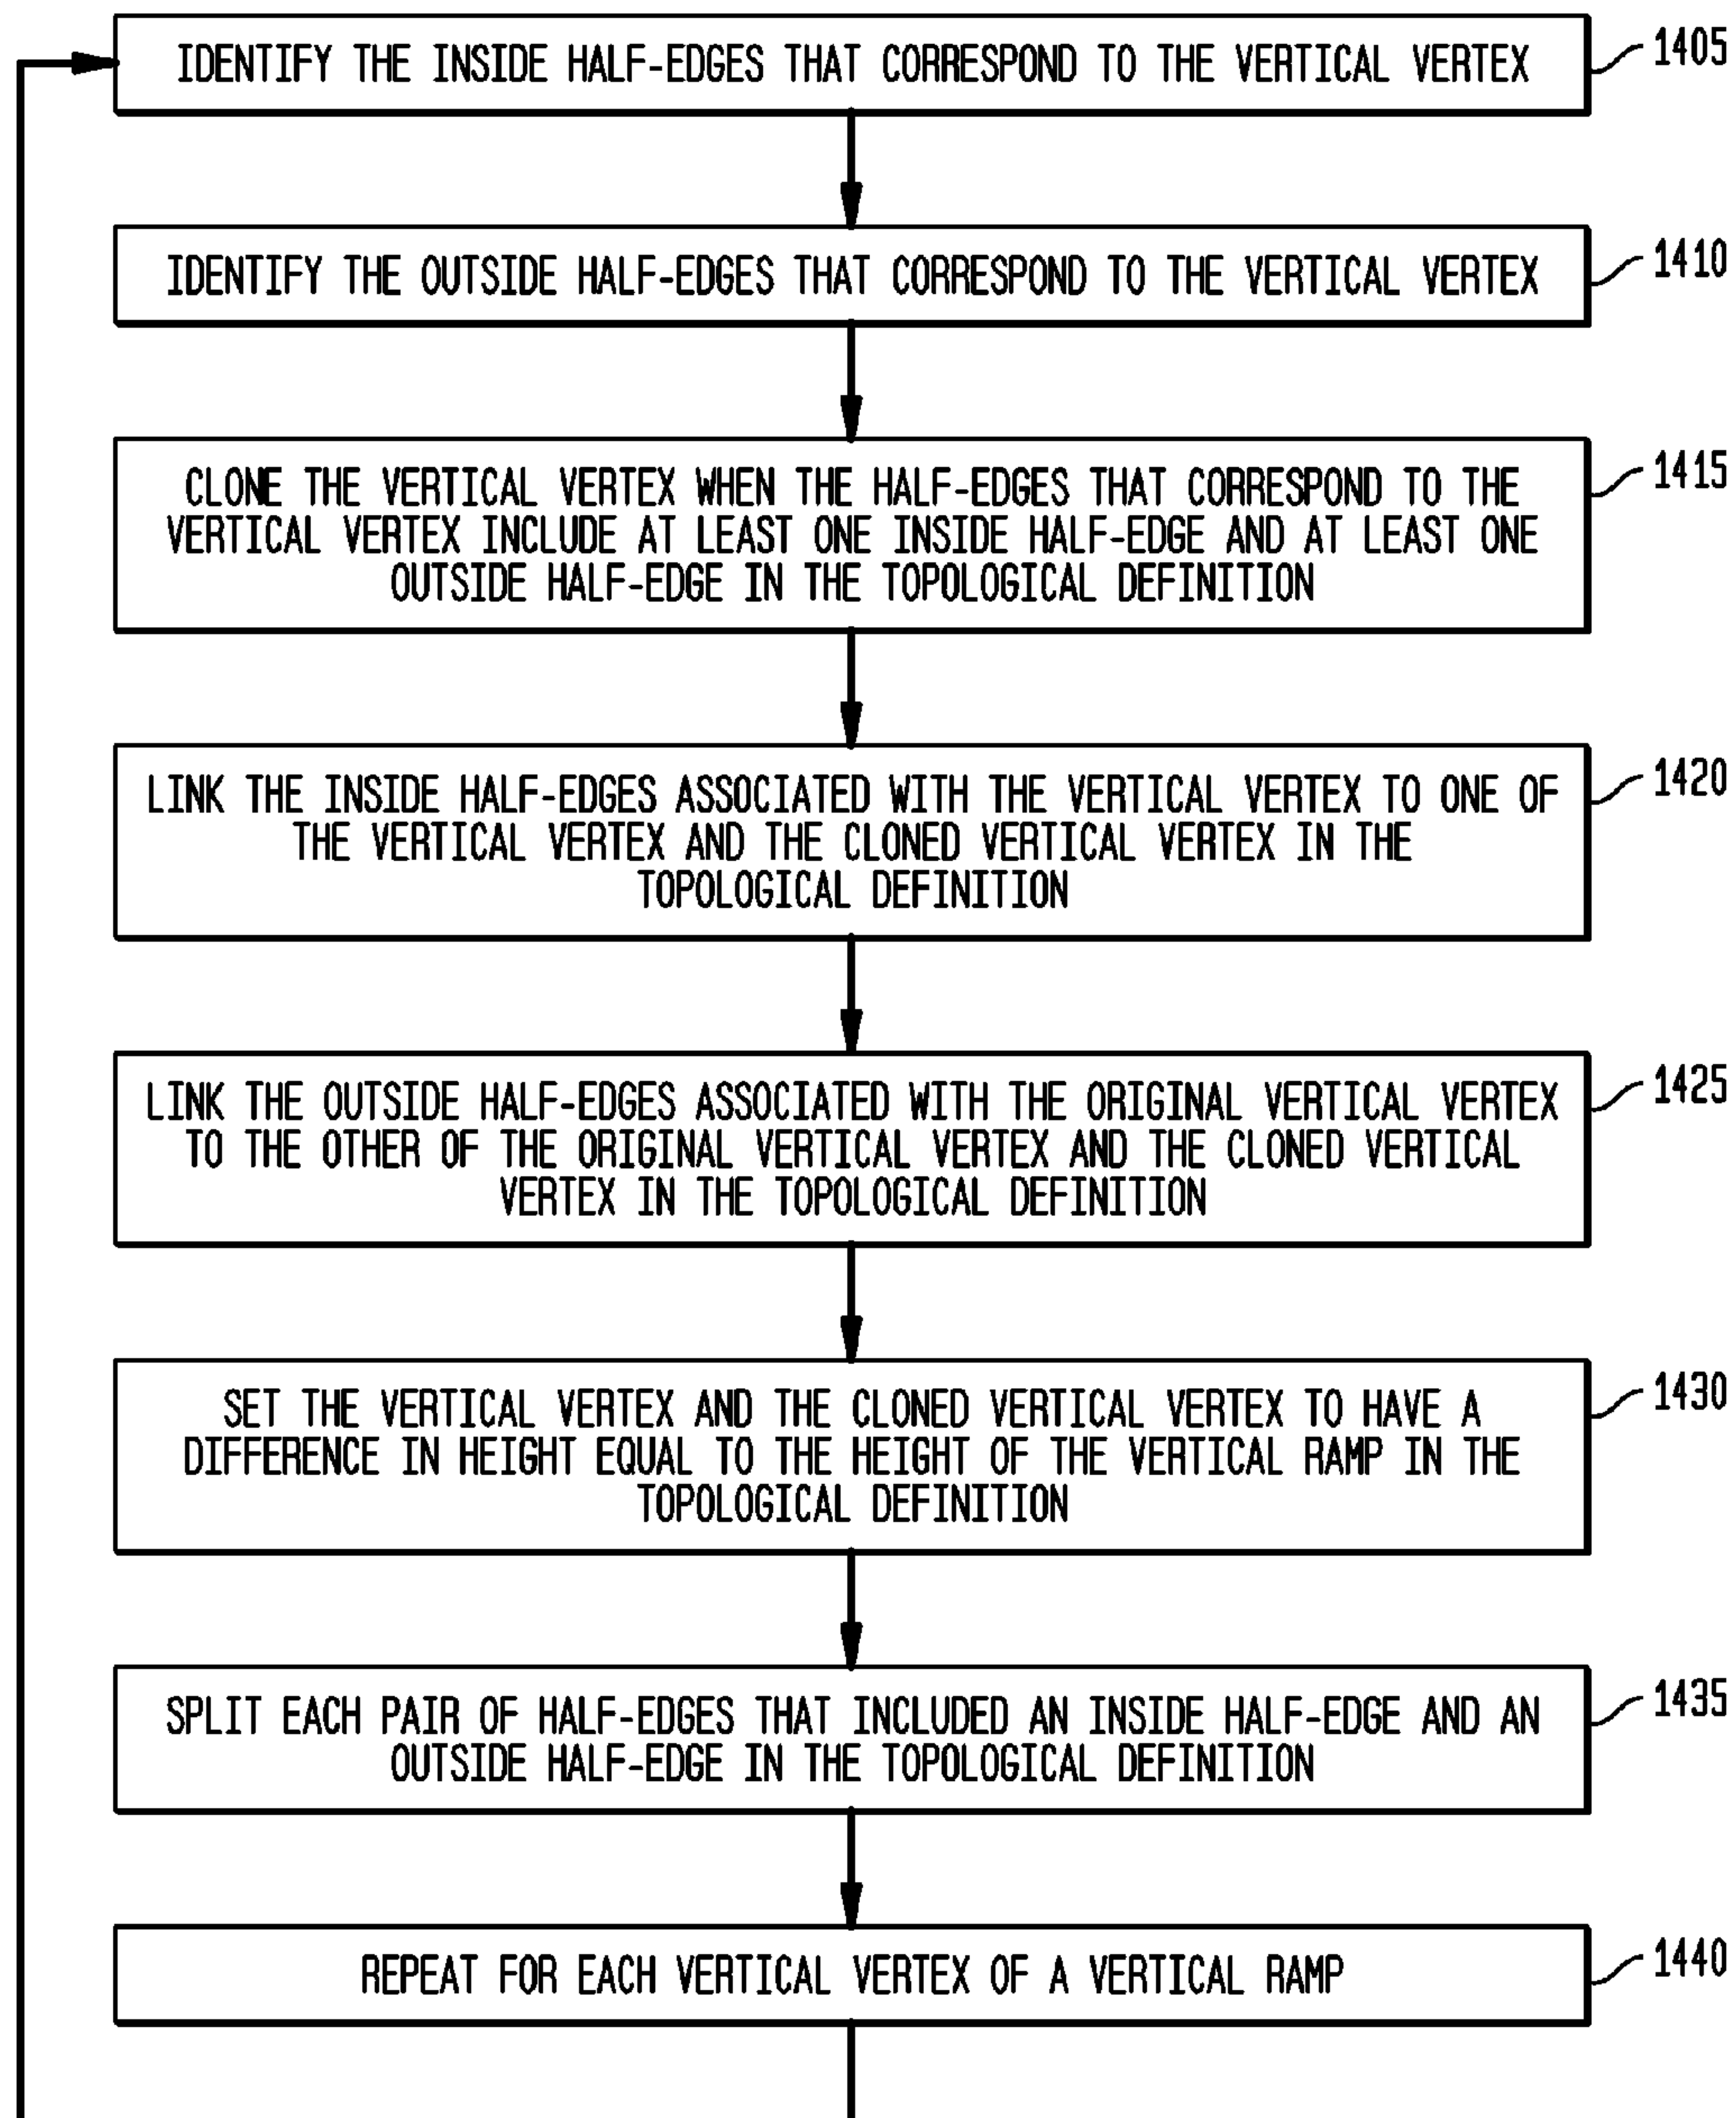 IDENTIFY THE INSIDE HALF-EDGES THAT CORRESPOND TO THE VERTICAL VERTEX
1405
IDENTIFY THE OUTSIDE HALF-EDGES THAT CORRESPOND TO THE VERTICAL VERTEX
1410
CLONE THE VERTICAL VERTEX WHEN THE HALF-EDGES THAT CORRESPOND TO THE
VERTICAL VERTEX INCLUDE AT LEAST ONE INSIDE HALF-EDGE AND AT LEAST ONE
OUTSIDE HALF-EDGE IN THE TOPOLOGICAL DEFINITION
1415
LINK THE INSIDE HALF-EDGES ASSOCIATED WITH THE VERTICAL VERTEX TO ONE OF
THE VERTICAL VERTEX AND THE CLONED VERTICAL VERTEX IN THE
TOPOLOGICAL DEFINITION
1420
LINK THE OUTSIDE HALF-EDGES ASSOCIATED WITH THE ORIGINAL VERTICAL VERTEX
TO THE OTHER OF THE ORIGINAL VERTICAL VERTEX AND THE CLONED VERTICAL
VERTEX IN THE TOPOLOGICAL DEFINITION
1425
SET THE VERTICAL VERTEX AND THE CLONED VERTICAL VERTEX TO HAVE A
DIFFERENCE IN HEIGHT EQUAL TO THE HEIGHT OF THE VERTICAL RAMP IN THE
TOPOLOGICAL DEFINITION
1430
SPLIT EACH PAIR OF HALF-EDGES THAT INCLUDED AN INSIDE HALF-EDGE AND AN
OUTSIDE HALF-EDGE IN THE TOPOLOGICAL DEFINITION
1435
REPEAT FOR EACH VERTICAL VERTEX OF A VERTICAL RAMP
1440